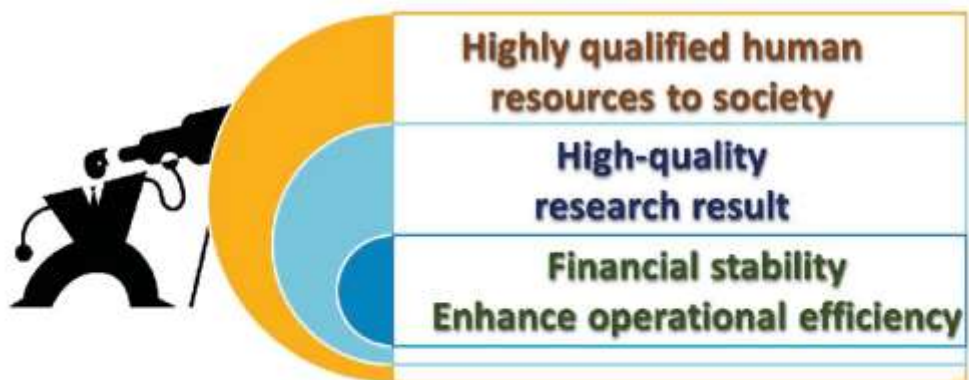 Highly qualified human
resources to society
High-quality
research result
Financial stability
Enhance operational efficiency